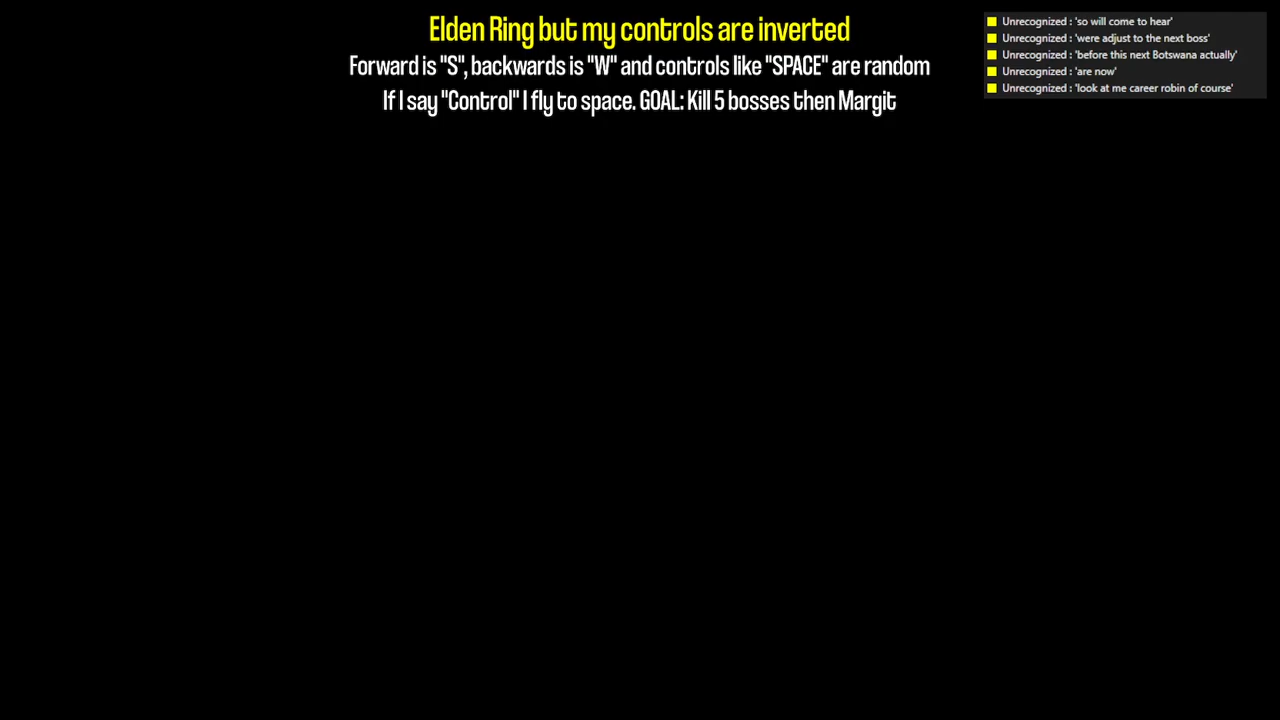 Elden Ring but my controls are inverted
Forward is "S", backwards is "W" and controls like "SPACE" are random
If I say "Control" I fly to space. GOAL: Kill 5 bosses then Margit
Unrecognized : 'so will come to hear'
Unrecognized : 'were adjust to the next boss'
Unrecognized : 'before this next Botswana actually'
Unrecognized : 'are now'
Unrecognized : 'look at me career robin of course'